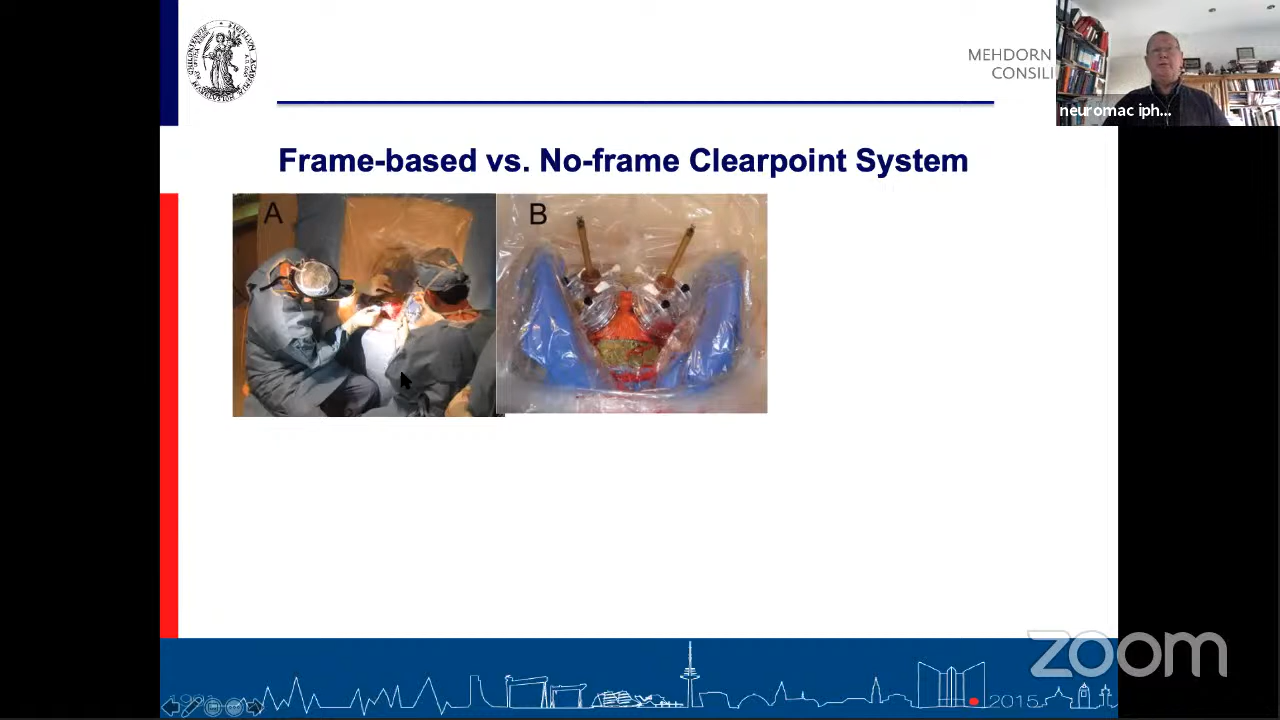 MEHDORN
CONSILI
neuromac iph...
Frame-based vs. No-frame Clearpoint System
A
B
2015
zoom